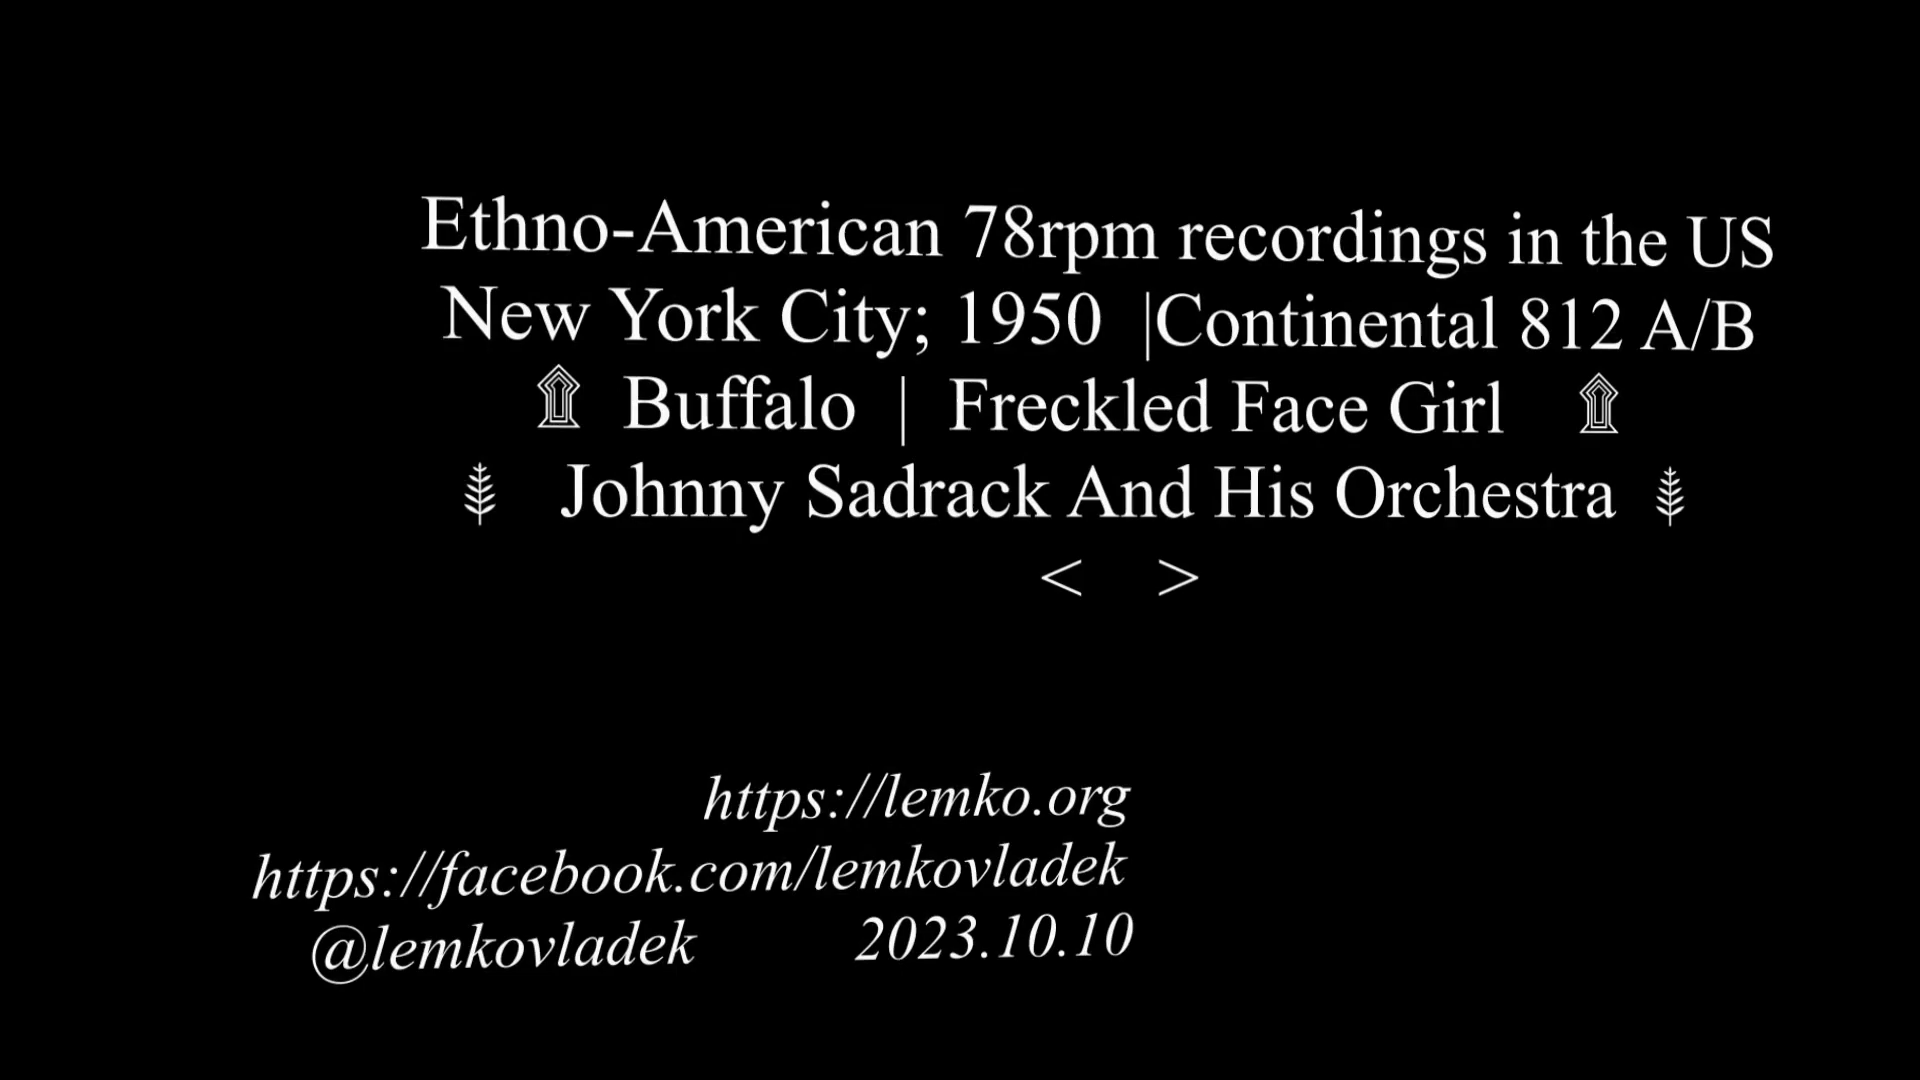 Ethno-American 78rpm recordings in the US
New York City; 1950 |Continental 812 A/B
۩ Buffalo | Freckled Face Girl ۩
⸙ Johnny Sadrack And His Orchestra ⸙
< >
https://lemko.org
https://facebook.com/lemkovladek
@lemkovladek 2023.10.10